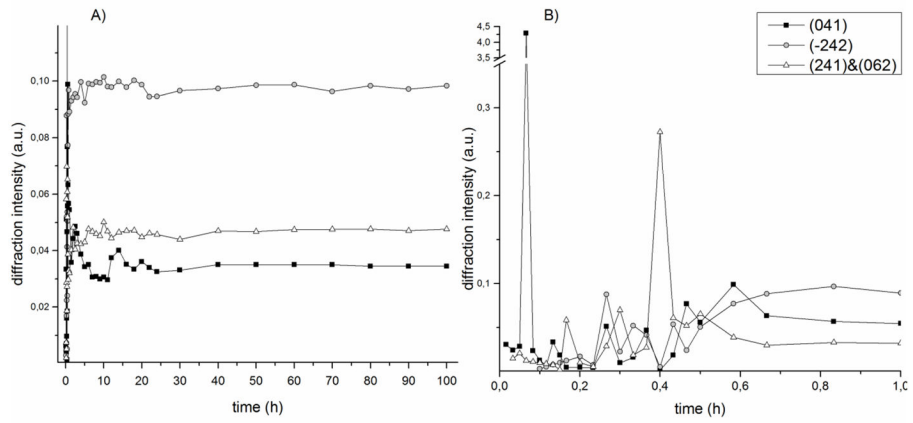 A)
0,10
0,08
0,06
0,04
0,02
diffraction intensity (a.u.)
0 10 20 30 40 50 60 70 80 90 100
time (h)
B)
4,5
4,0
3,5
0,3
0,2
0,1
diffraction intensity (a.u.)
0,0 0,2 0,4 0,6 0,8 1,0
time (h)
(041)
(-242)
(241)&(062)